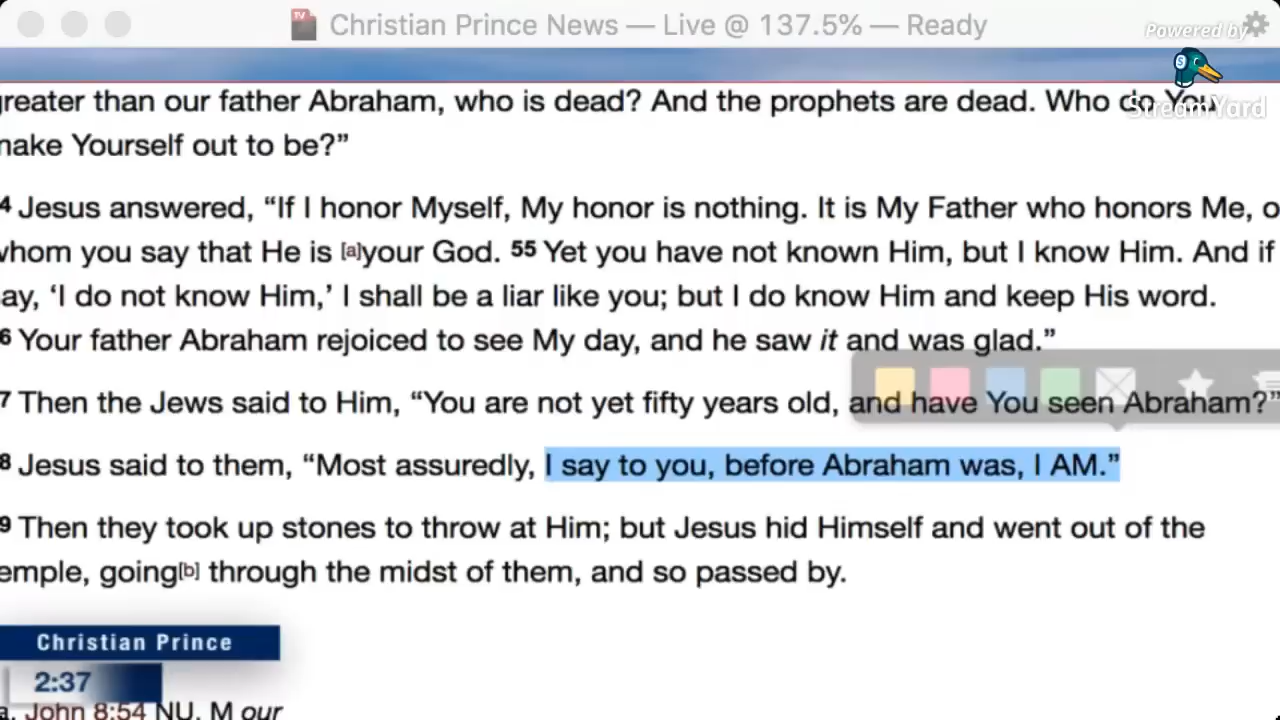 Christian Prince News — Live @ 137.5% — Ready
Powered by
StreamYard
greater than our father Abraham, who is dead? And the prophets are dead. Who do You
make Yourself out to be?”
4 Jesus answered, “If I honor Myself, My honor is nothing. It is My Father who honors Me, o
whom you say that He is [a]your God. 55 Yet you have not known Him, but I know Him. And if
ay, ‘I do not know Him,’ I shall be a liar like you; but I do know Him and keep His word.
6 Your father Abraham rejoiced to see My day, and he saw it and was glad.”
7 Then the Jews said to Him, “You are not yet fifty years old, and have You seen Abraham?”
8 Jesus said to them, “Most assuredly, I say to you, before Abraham was, I AM.”
9 Then they took up stones to throw at Him; but Jesus hid Himself and went out of the
emple, going[b] through the midst of them, and so passed by.
Christian Prince
2:37
a. John 8:54 NU, M our